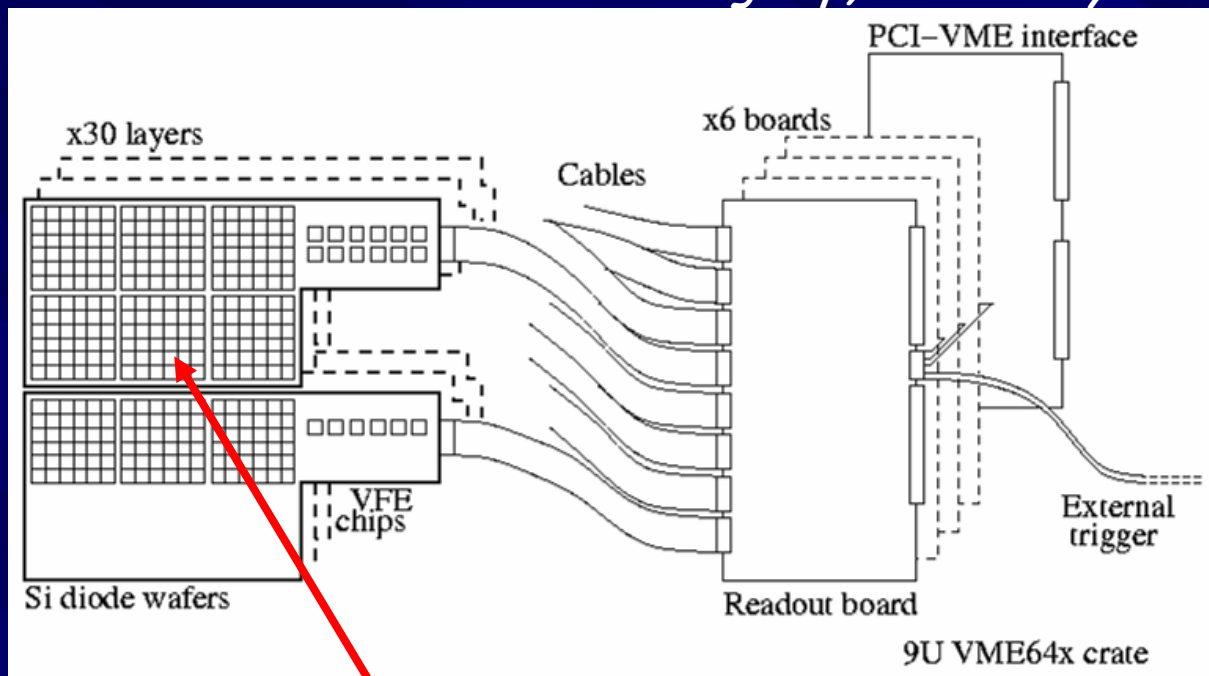 PCI–VME interface
x30 layers
x6 boards
Cables
VFE
chips
External
trigger
Si diode wafers
Readout board
9U VME64x crate